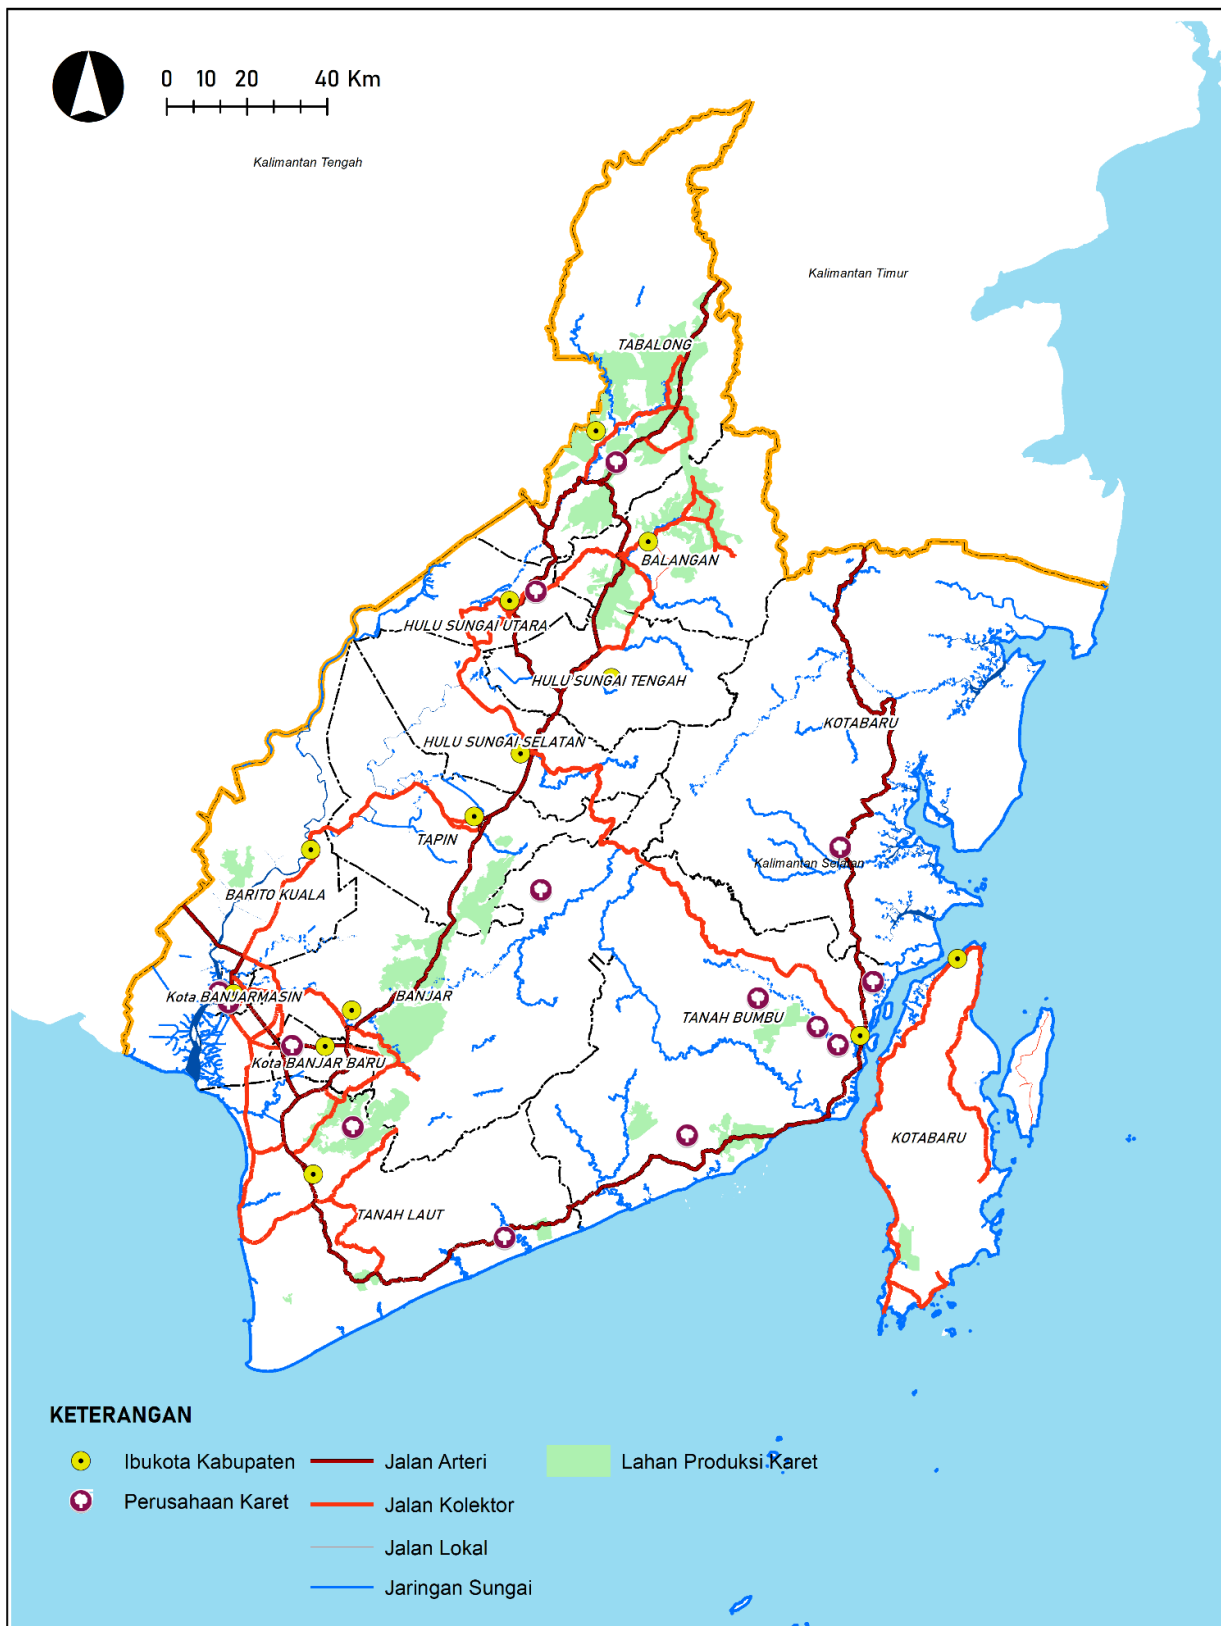 0 10 20 40 Km
Kalimantan Tengah
Kalimantan Timur
TABALONG
BALANGAN
HULU SUNGAI UTARA
HULU SUNGAI TENGAH
KOTABARU
HULU SUNGAI SELATAN
TAPIN
Kalimantan Selatan
BARITO KUALA
Kota BANJARMASIN
BANJAR
TANAH BUMBU
Kota BANJAR BARU
KOTABARU
TANAH LAUT
KETERANGAN
Ibukota Kabupaten
Jalan Arteri
Lahan Produksi Karet
Perusahaan Karet
Jalan Kolektor
Jalan Lokal
Jaringan Sungai